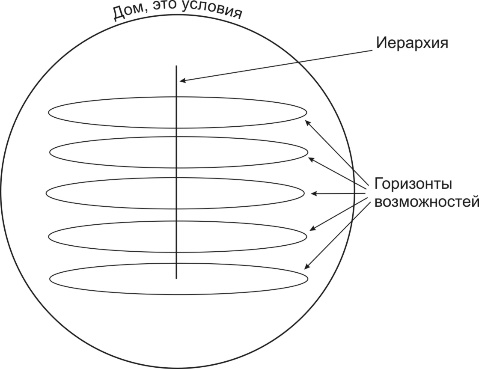 Дом, это условия
Иерархия
Горизонты
возможностей